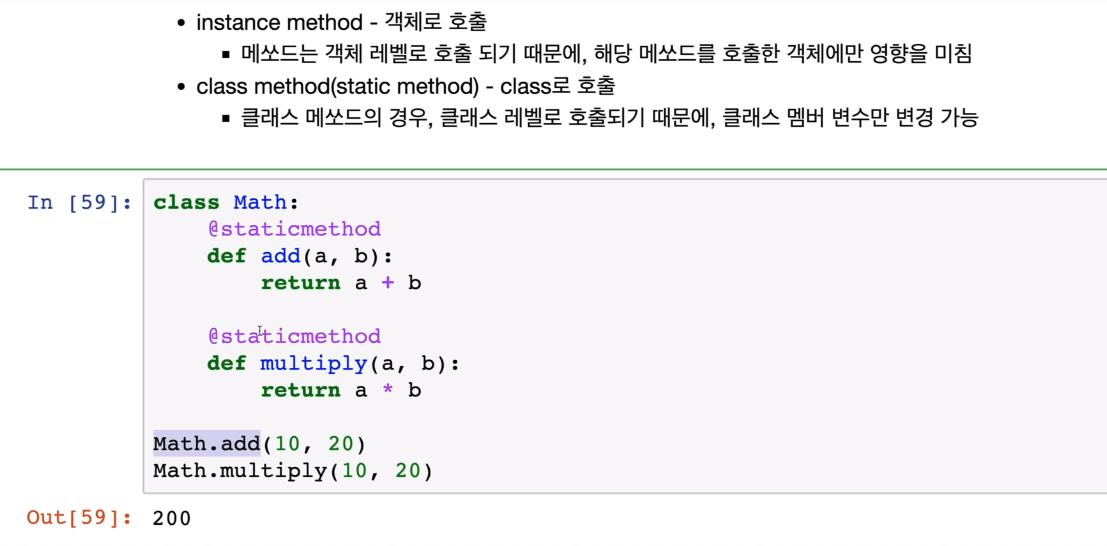 • instance method - 객체로 호출
▪ 메쏘드는 객체 레벨로 호출 되기 때문에, 해당 메쏘드를 호출한 객체에만 영향을 미침
• class method(static method) - class로 호출
▪ 클래스 메쏘드의 경우, 클래스 레벨로 호출되기 때문에, 클래스 멤버 변수만 변경 가능
In [59]: class Math:
    @staticmethod
    def add(a, b):
        return a + b
    @staticmethod
    def multiply(a, b):
        return a * b
Math.add(10, 20)
Math.multiply(10, 20)
Out[59]: 200